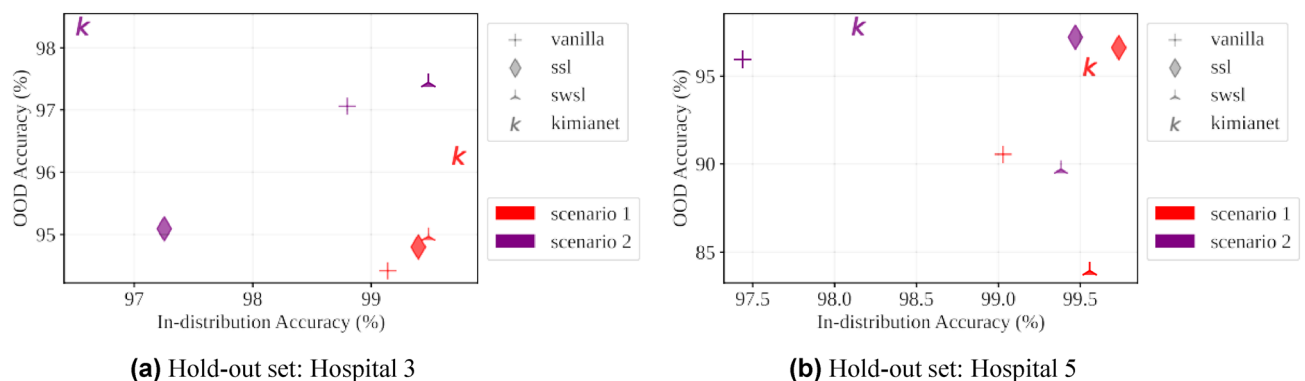 98
97
96
95
OOD Accuracy (%)
97
98
99
In-distribution Accuracy (%)
k
k
vanilla
ssl
swsl
k kimianet
scenario 1
scenario 2
(a) Hold-out set: Hospital 3
95
90
85
OOD Accuracy (%)
97.5
98.0
98.5
99.0
99.5
In-distribution Accuracy (%)
k
k
vanilla
ssl
swsl
k kimianet
scenario 1
scenario 2
(b) Hold-out set: Hospital 5